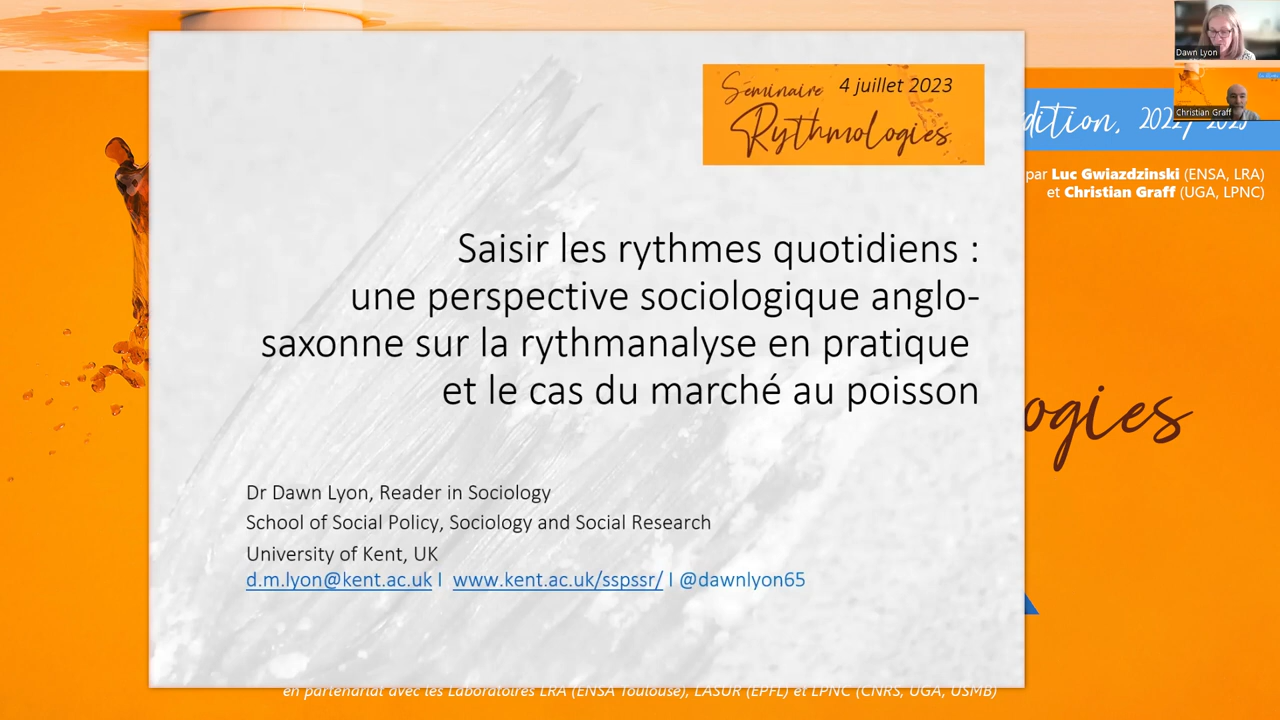 Dawn Lyon
Christian Graff
Séminaire 4 juillet 2023
Rythmologies
dition, 2022/2023
par Luc Gwiazdzinski (ENSA, LRA)
et Christian Graff (UGA, LPNC)
Saisir les rythmes quotidiens :
une perspective sociologique anglo-
saxonne sur la rythmanalyse en pratique
et le cas du marché au poisson
ogies
Dr Dawn Lyon, Reader in Sociology
School of Social Policy, Sociology and Social Research
University of Kent, UK
d.m.lyon@kent.ac.uk I www.kent.ac.uk/sspssr/ I @dawnlyon65
en partenariat avec les Laboratoires LRA (ENSA Toulouse), LASUR (EPFL) et LPNC (CNRS, UGA, USMB)